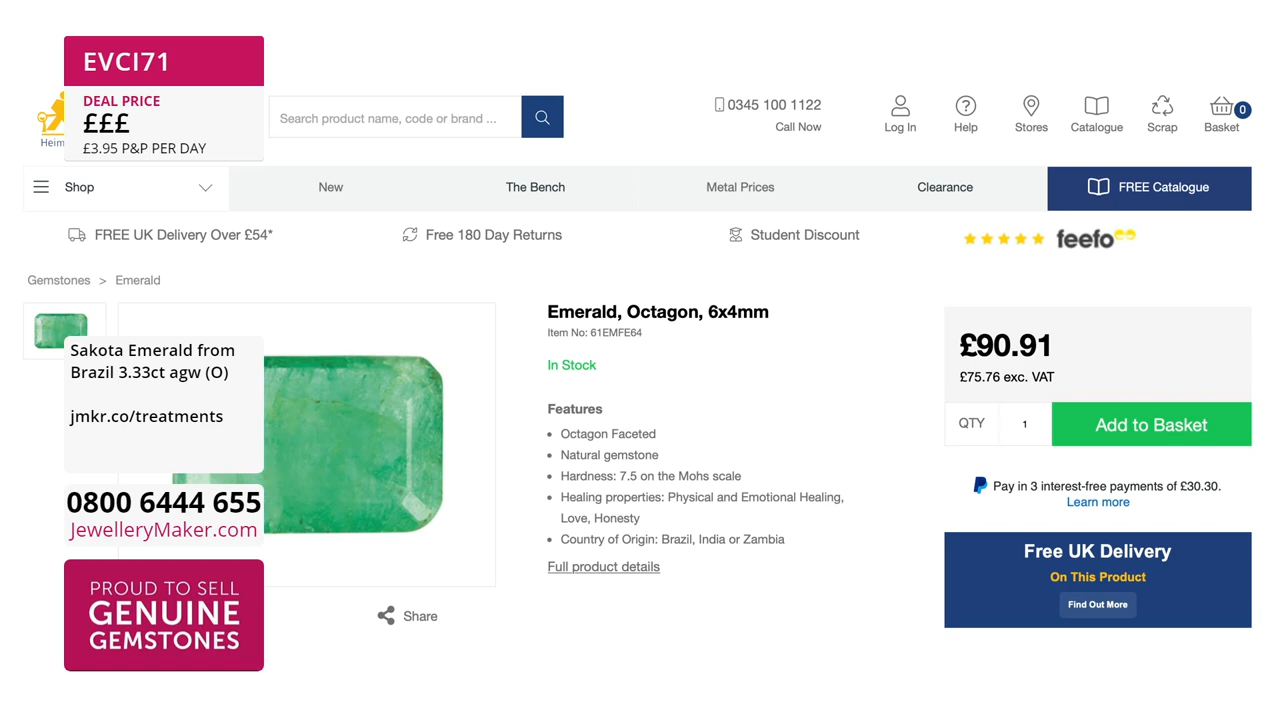 EVCI71
DEAL PRICE
£££
£3.95 P&P PER DAY
Heim
Search product name, code or brand ...
0345 100 1122
Call Now
Log In
Help
Stores
Catalogue
Scrap
Basket
0
Shop
New
The Bench
Metal Prices
Clearance
FREE Catalogue
FREE UK Delivery Over £54*
Free 180 Day Returns
Student Discount
feefo
Gemstones > Emerald
Sakota Emerald from
Brazil 3.33ct agw (O)
jmkr.co/treatments
0800 6444 655
JewelleryMaker.com
PROUD TO SELL
GENUINE
GEMSTONES
Share
Emerald, Octagon, 6x4mm
Item No: 61EMFE64
In Stock
Features
• Octagon Faceted
• Natural gemstone
• Hardness: 7.5 on the Mohs scale
• Healing properties: Physical and Emotional Healing,
Love, Honesty
• Country of Origin: Brazil, India or Zambia
Full product details
£90.91
£75.76 exc. VAT
QTY
1
Add to Basket
Pay in 3 interest-free payments of £30.30.
Learn more
Free UK Delivery
On This Product
Find Out More